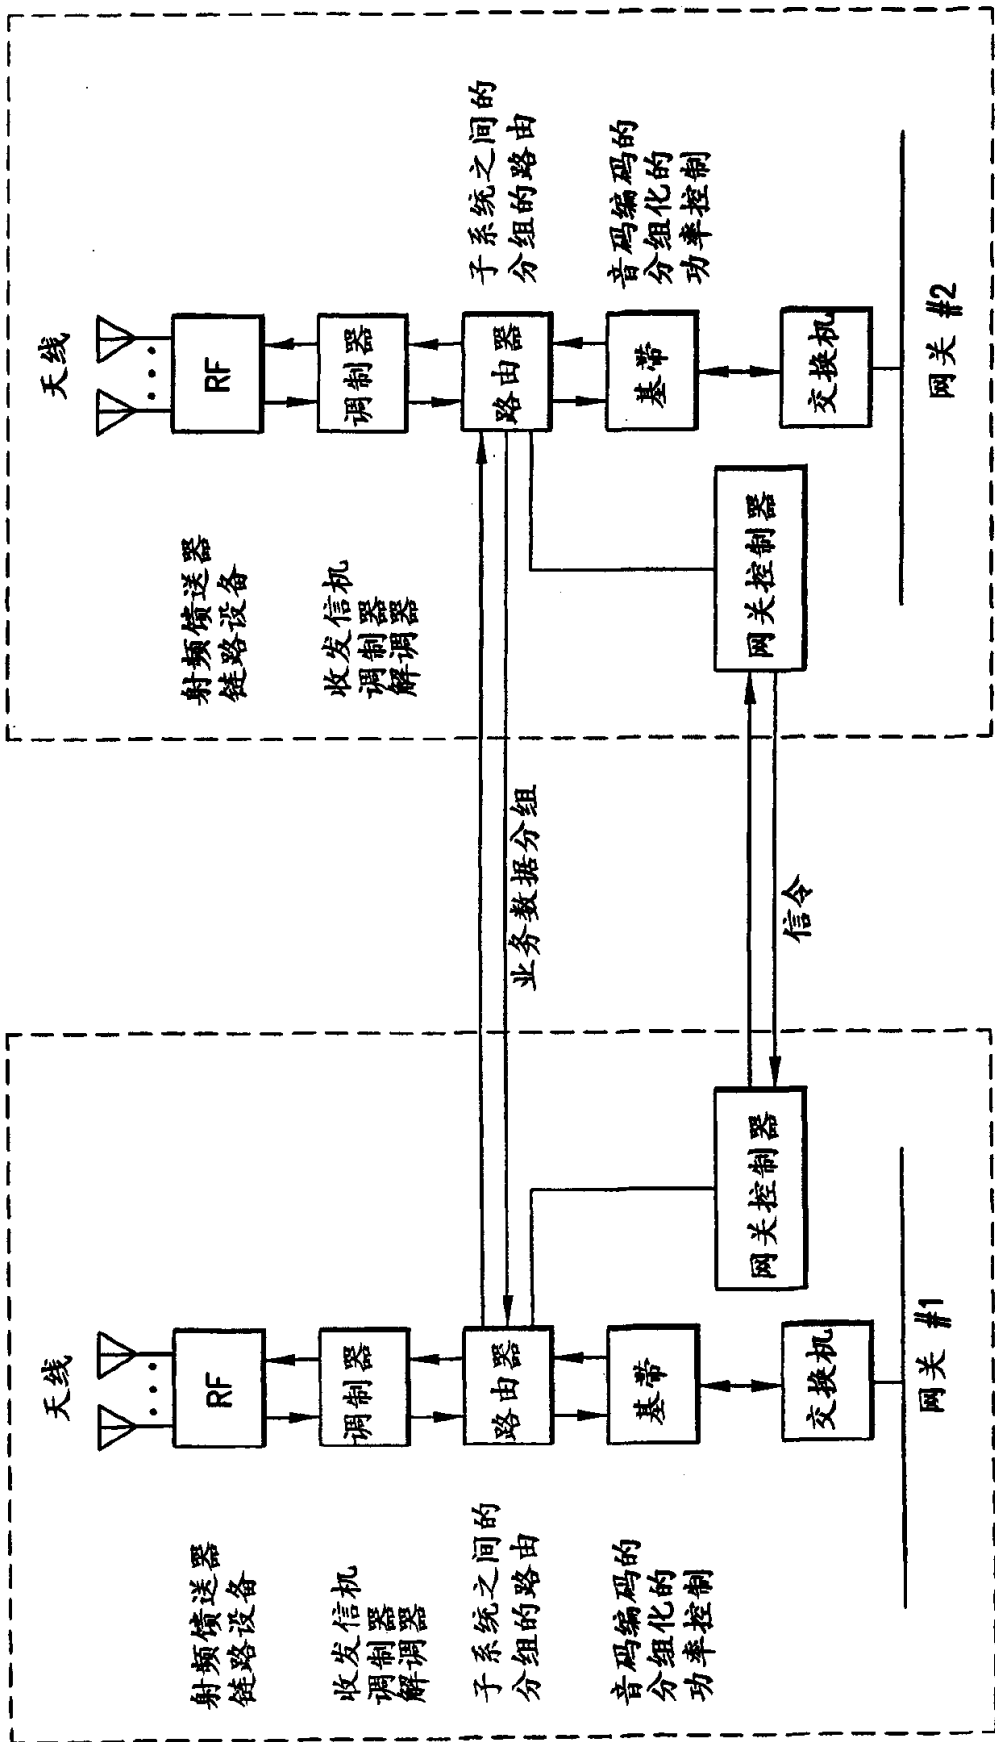 天线
射频馈送器
链路设备
RF
收发信机
调制器
解调器
调制器
子系统之间的
分组的路由
路由器
音码编码的
分组化的
功率控制
基带
交换机
网关控制器
网关 #1
业务数据分组
信令
天线
射频馈送器
链路设备
RF
收发信机
调制器
解调器
调制器
子系统之间的
分组的路由
路由器
音码编码的
分组化的
功率控制
基带
交换机
网关控制器
网关 #2